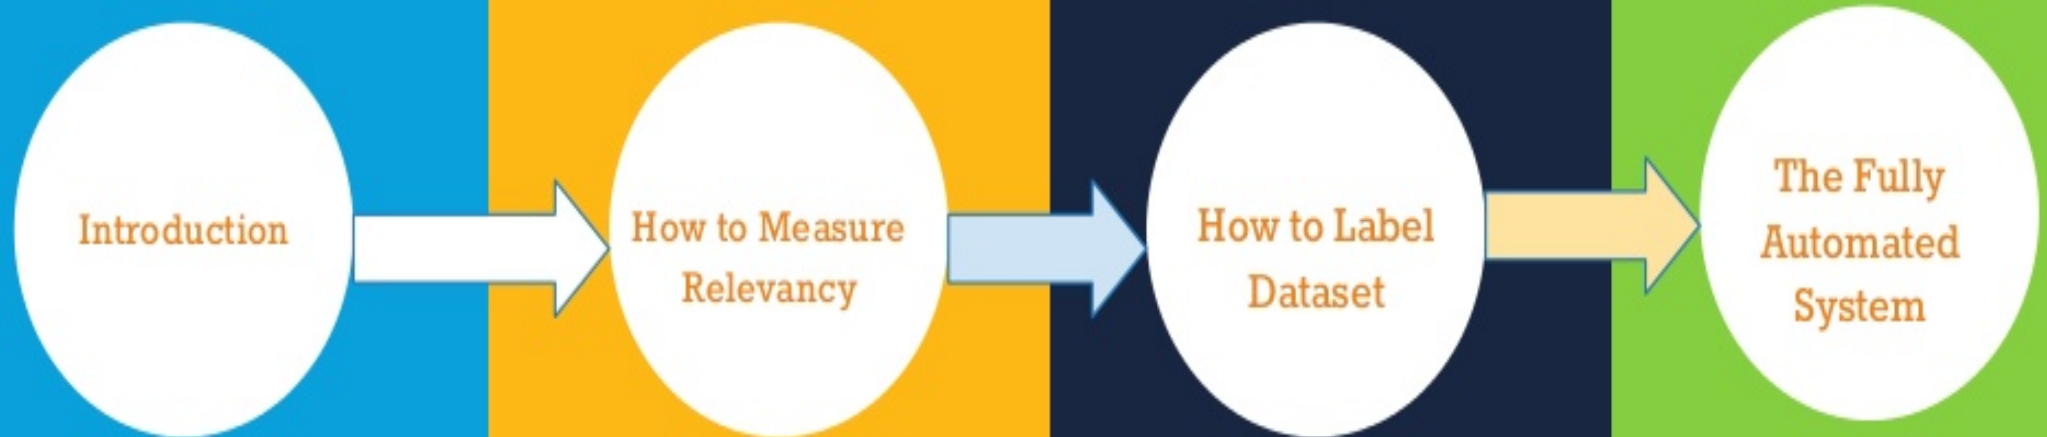 Introduction
How to Measure
Relevancy
How to Label
Dataset
The Fully
Automated
System